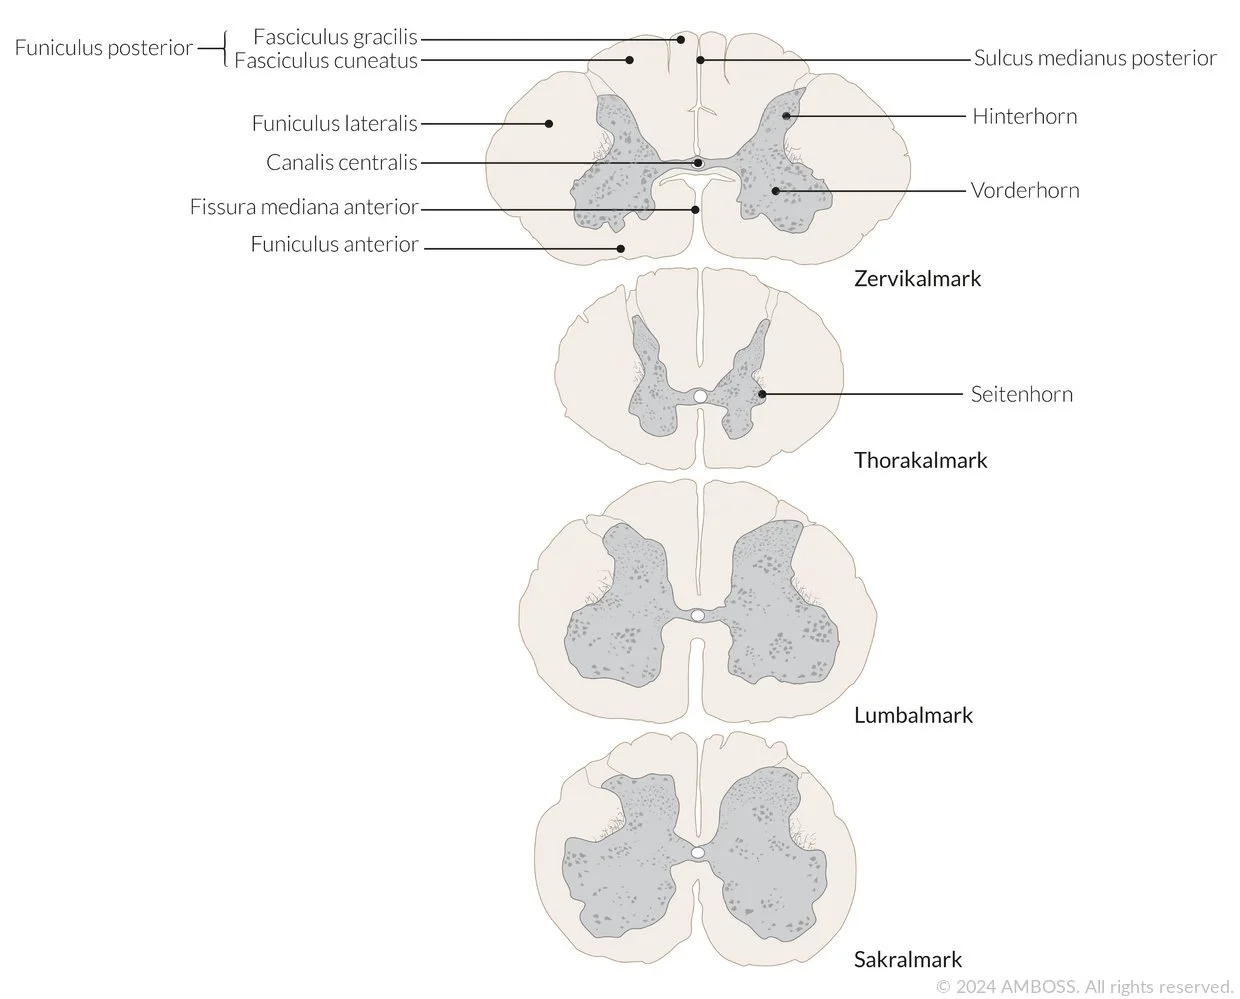 Funiculus posterior
Fasciculus gracilis
Fasciculus cuneatus
Sulcus medianus posterior
Hinterhorn
Funiculus lateralis
Canalis centralis
Vorderhorn
Fissura mediana anterior
Funiculus anterior
Zervikalmark
Seitenhorn
Thorakalmark
Lumbalmark
Sakralmark
© 2024 AMBOSS. All rights reserved.